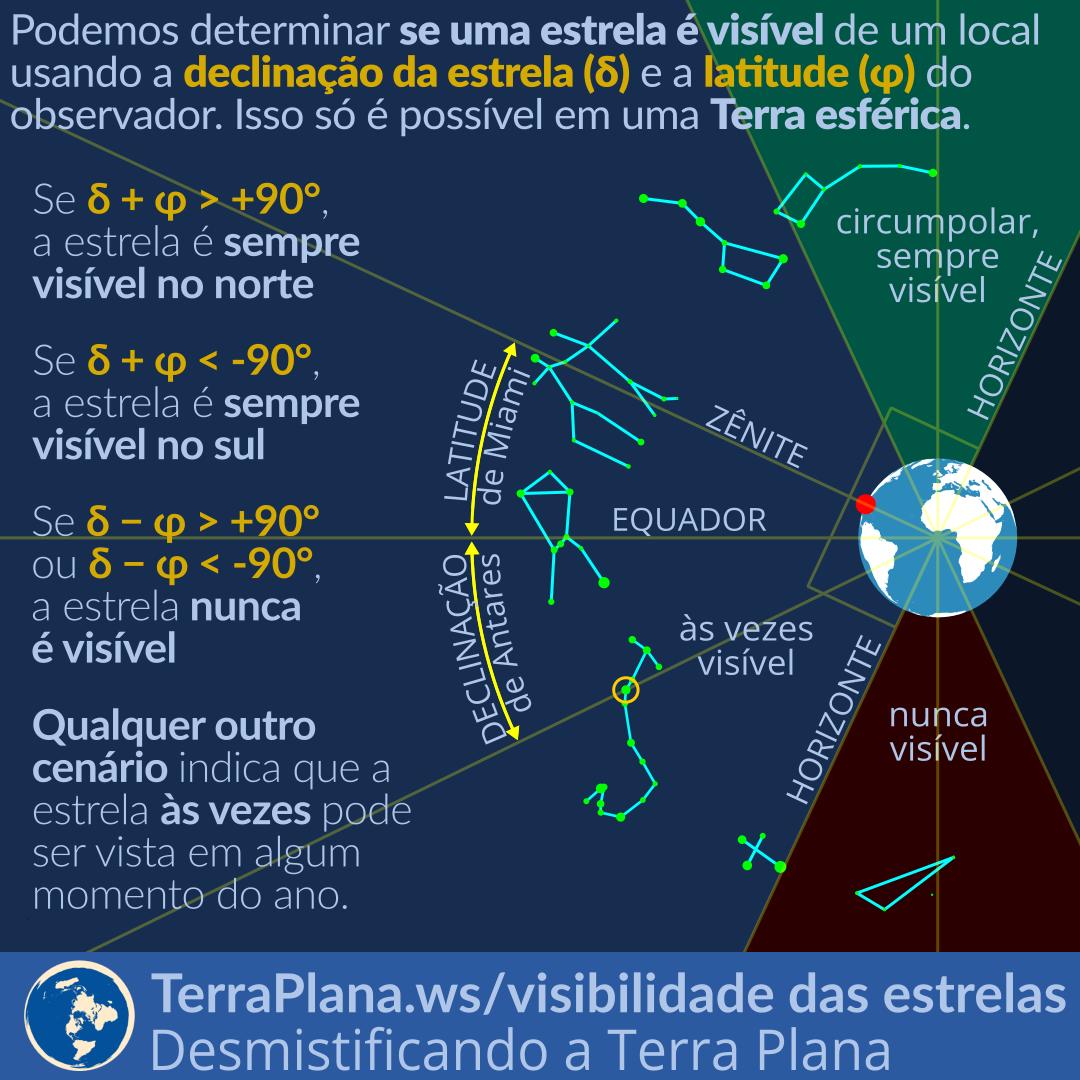 Podemos determinar se uma estrela é visível de um local
usando a declinação da estrela (δ) e a latitude (φ) do
observador. Isso só é possível em uma Terra esférica.
Se δ + φ > +90°,
a estrela é sempre
visível no norte
Se δ + φ < -90°,
a estrela é sempre
visível no sul
Se δ − φ > +90°
ou δ − φ < -90°,
a estrela nunca
é visível
Qualquer outro
cenário indica que a
estrela às vezes pode
ser vista em algum
momento do ano.
circumpolar,
sempre
visível
HORIZONTE
LATITUDE
de Miami
ZÊNITE
EQUADOR
DECLINAÇÃO
de Antares
às vezes
visível
HORIZONTE
nunca
visível
TerraPlana.ws/visibilidade das estrelas
Desmistificando a Terra Plana